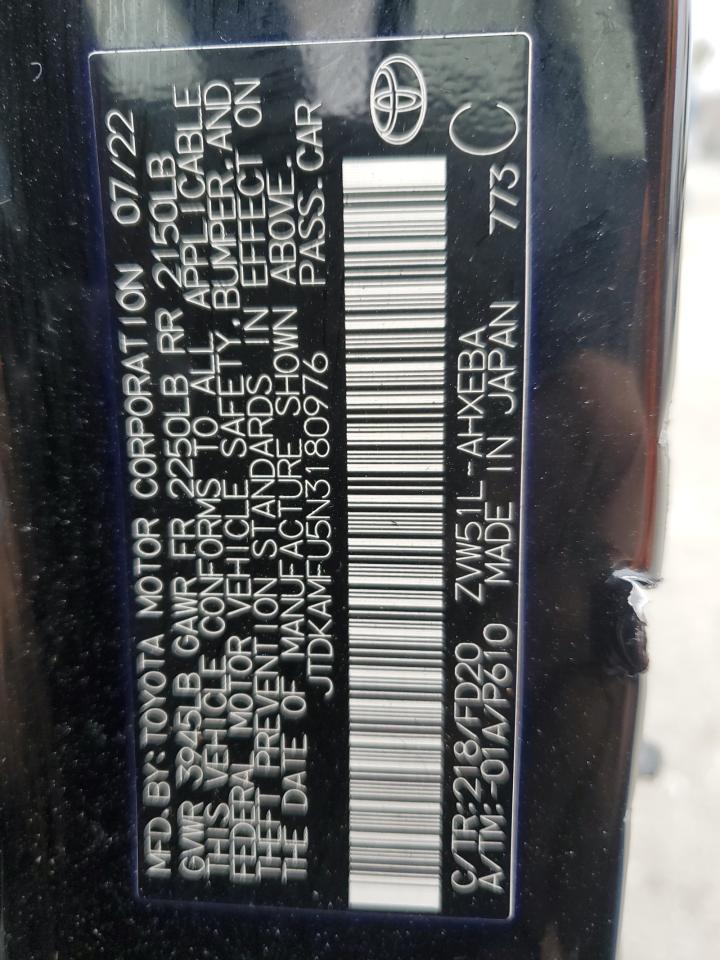 MFD. BY: TOYOTA MOTOR CORPORATION 07/22
GVWR 3945LB GAWR FR 2250LB RR 2150LB
THIS VEHICLE CONFORMS TO ALL APPLICABLE
FEDERAL MOTOR VEHICLE SAFETY, BUMPER, AND
THEFT PREVENTION STANDARDS IN EFFECT ON
THE DATE OF MANUFACTURE SHOWN ABOVE.
JTDKAMFU5N3180976 PASS. CAR
C/TR:218/FD20 ZVW51L-AHXEBA 773
A/TM:-01A/P610 MADE IN JAPAN C